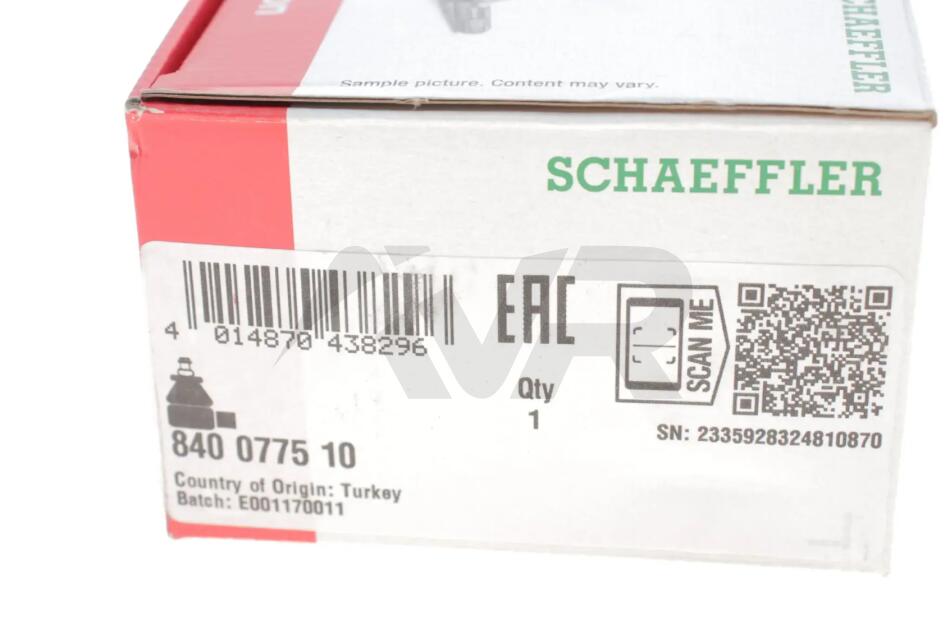 Sample picture. Content may vary.
SCHAEFFLER
SCHAEFFLER
4 014870 438296
EAC
SCAN ME
Qty
1
SN: 2335928324810870
840 0775 10
Country of Origin: Turkey
Batch: E001170011